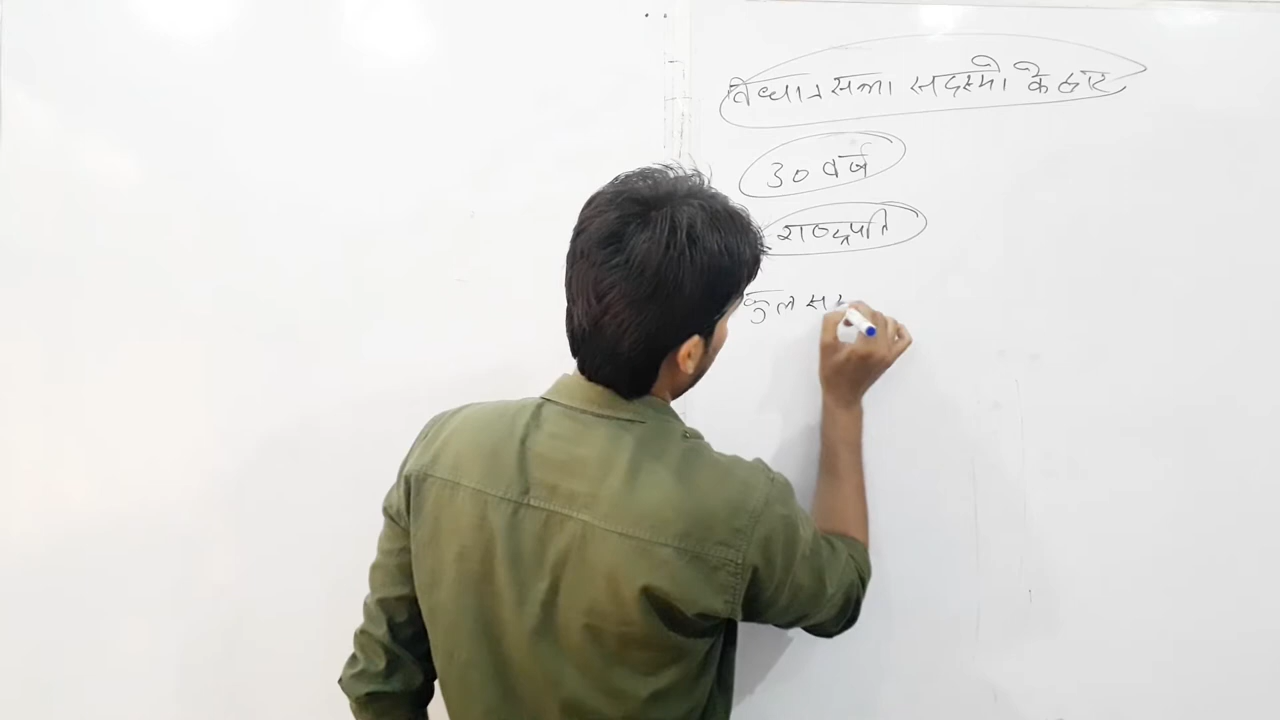 विधानसभा सदस्यो के द्वारा
30 वर्ष
राष्ट्रपति
कुल